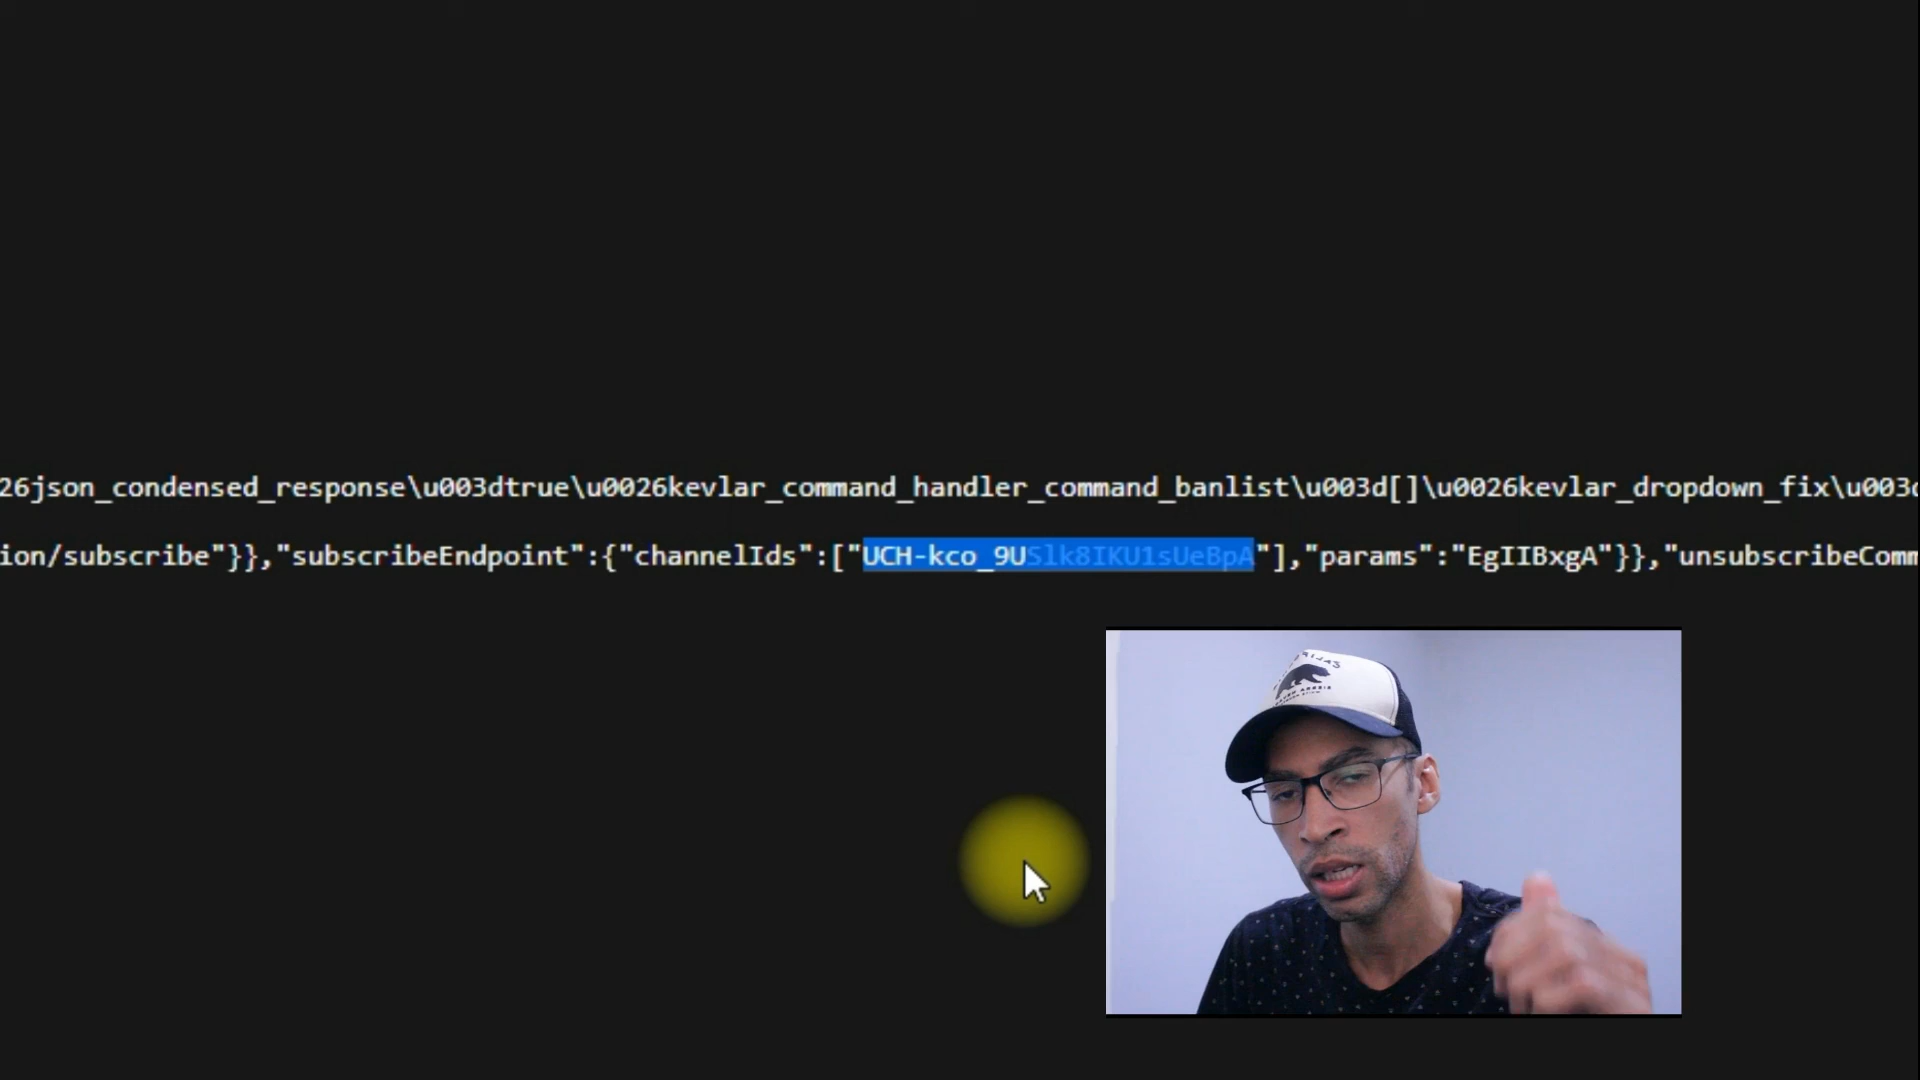 26json_condensed_response\u003dtrue\u0026kevlar_command_handler_command_banlist\u003d[]\u0026kevlar_dropdown_fix\u003d
ion/subscribe"}},"subscribeEndpoint":{"channelIds":["UCH-kco_9USlk8IKU1sUeBpA"],"params":"EgIIBxgA"}},"unsubscribeComm